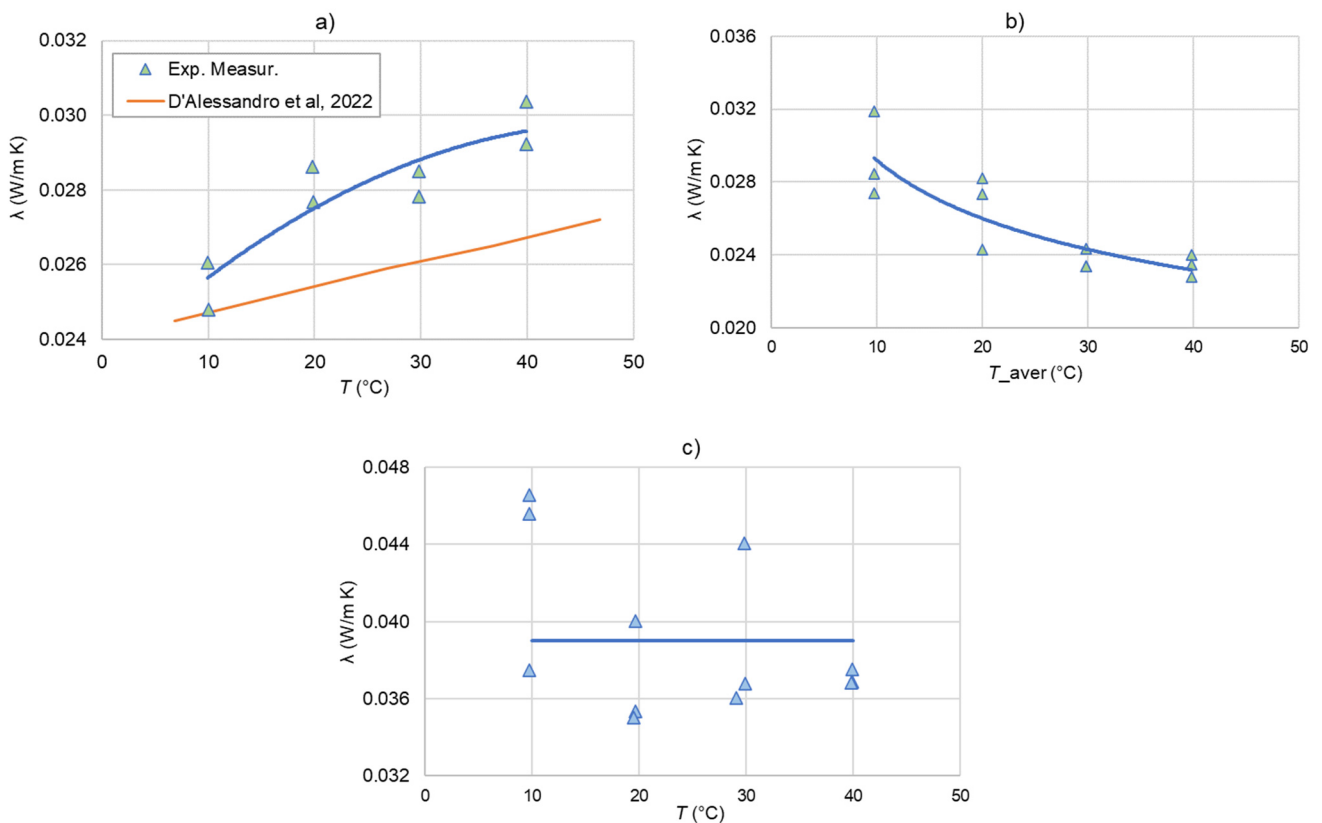 a)
0.032
0.030
0.028
0.026
0.024
λ (W/m K)
Exp. Measur.
D'Alessandro et al, 2022
0 10 20 30 40 50
T (°C)
b)
0.036
0.032
0.028
0.024
0.020
λ (W/m K)
0 10 20 30 40 50
T_aver (°C)
c)
0.048
0.044
0.040
0.036
0.032
λ (W/m K)
0 10 20 30 40 50
T (°C)